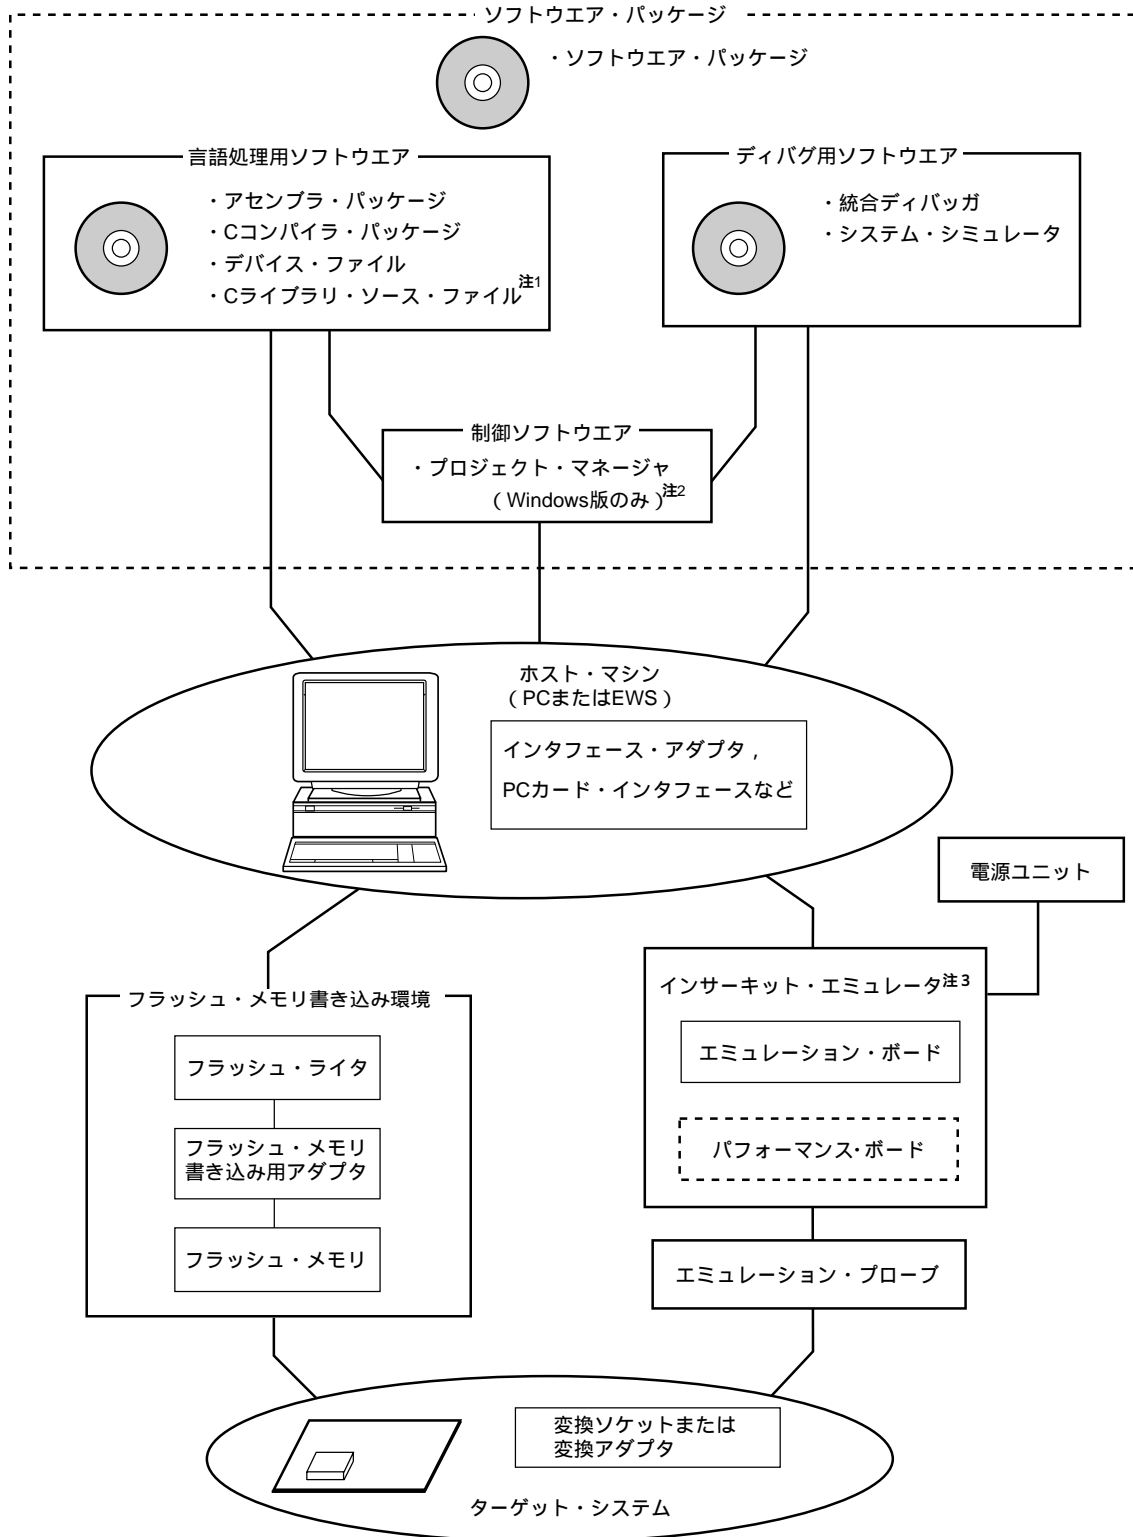 ソフトウエア・パッケージ
・ソフトウエア・パッケージ
言語処理用ソフトウエア
・アセンブラ・パッケージ
・Cコンパイラ・パッケージ
・デバイス・ファイル
・Cライブラリ・ソース・ファイル注1
ディバグ用ソフトウエア
・統合ディバッガ
・システム・シミュレータ
制御ソフトウエア
・プロジェクト・マネージャ
(Windows版のみ)注2
ホスト・マシン
(PCまたはEWS)
インタフェース・アダプタ,
PCカード・インタフェースなど
電源ユニット
フラッシュ・メモリ書き込み環境
フラッシュ・ライタ
フラッシュ・メモリ
書き込み用アダプタ
フラッシュ・メモリ
インサーキット・エミュレータ注3
エミュレーション・ボード
パフォーマンス・ボード
エミュレーション・プローブ
変換ソケットまたは
変換アダプタ
ターゲット・システム